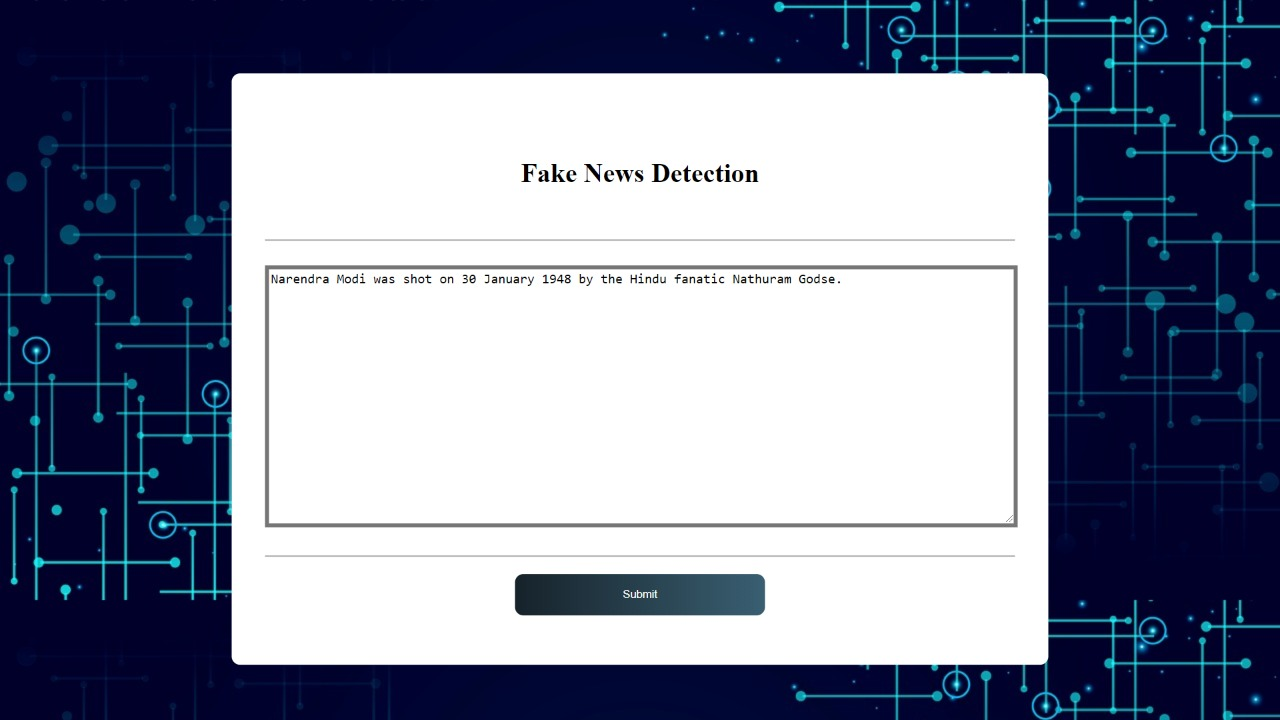 Fake News Detection
Narendra Modi was shot on 30 January 1948 by the Hindu fanatic Nathuram Godse.
Submit